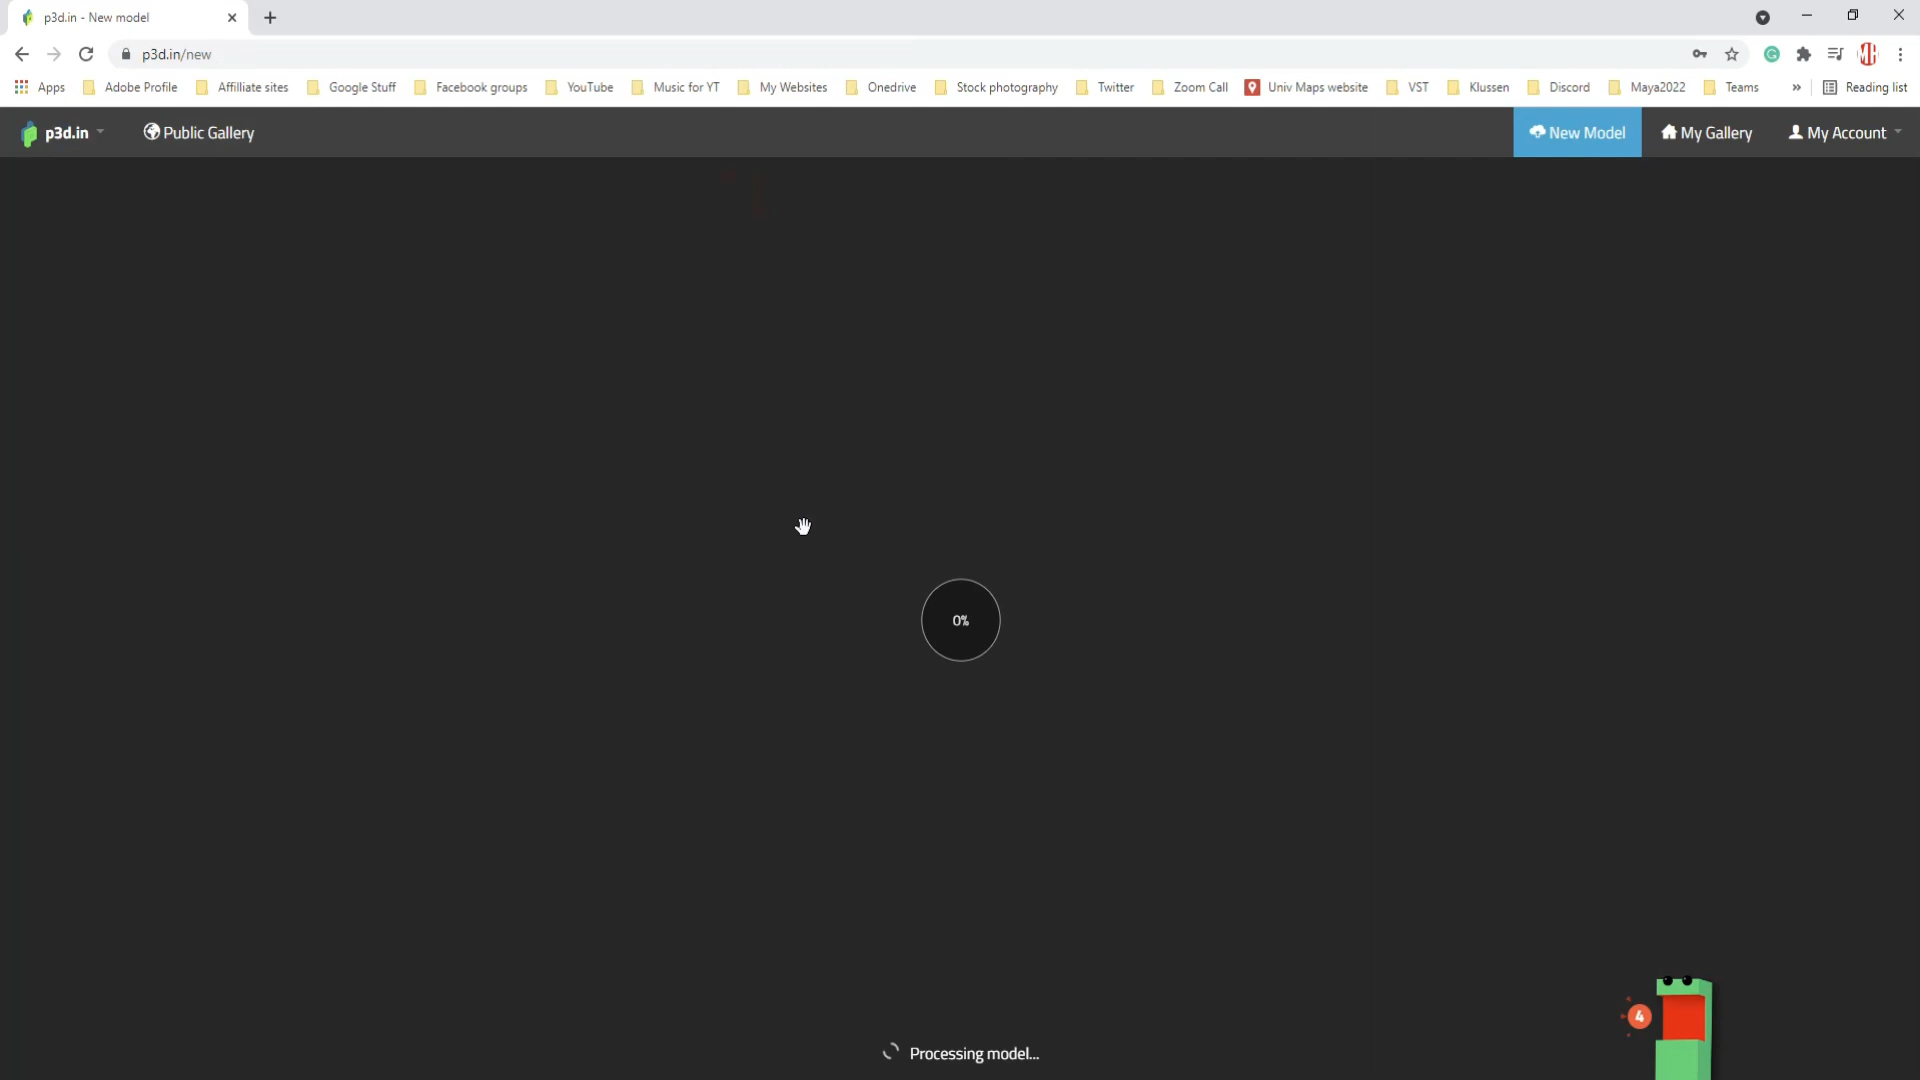 p3d.in - New model
p3d.in/new
Apps Adobe Profile Affilliate sites Google Stuff Facebook groups YouTube Music for YT My Websites Onedrive Stock photography Twitter Zoom Call Univ Maps website VST Klussen Discord Maya2022 Teams » Reading list
p3d.in Public Gallery New Model My Gallery My Account
0%
4
Processing model...